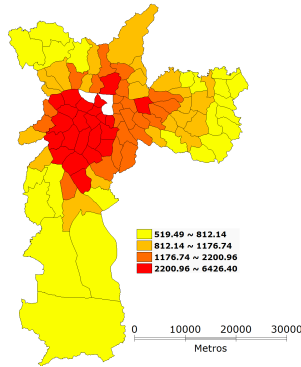 519.49 ~ 812.14
812.14 ~ 1176.74
1176.74 ~ 2200.96
2200.96 ~ 6426.40
0 10000 20000 30000
Metros